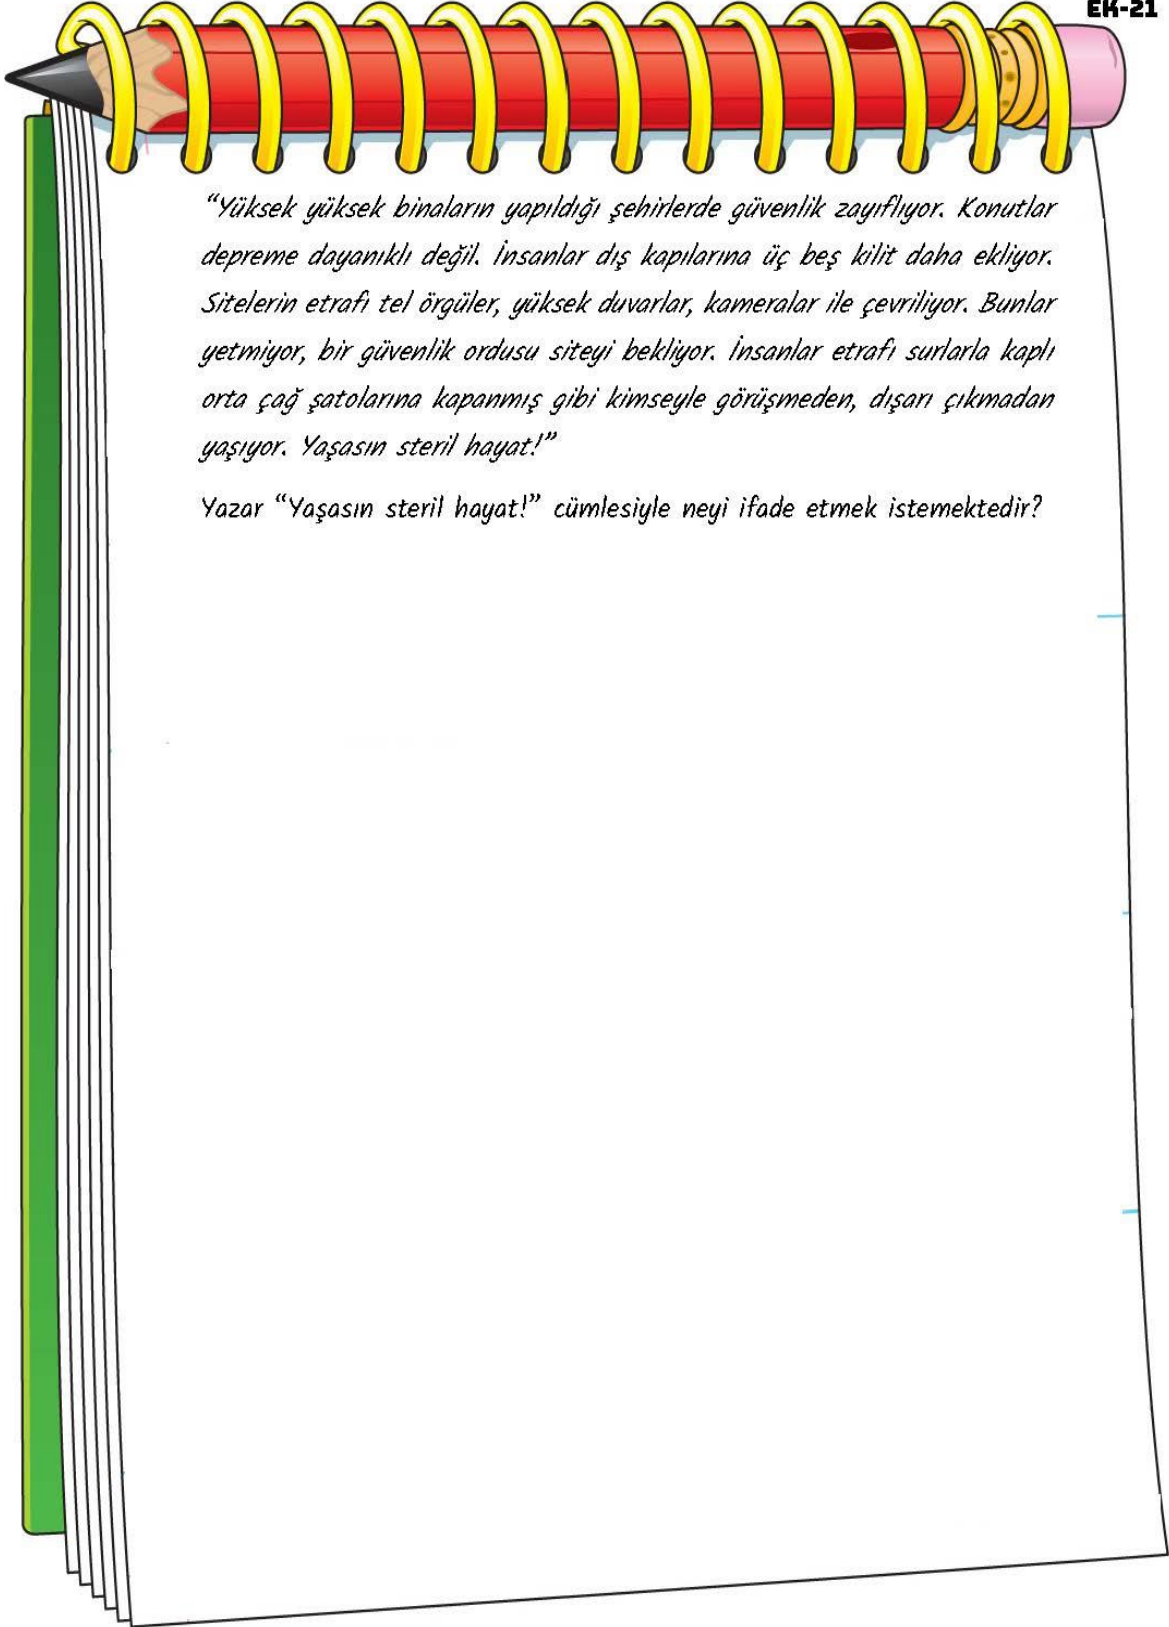 EK-21
“Yüksek yüksek binaların yapıldığı şehirlerde güvenlik zayıflıyor. Konutlar
depreme dayanıklı değil. İnsanlar dış kapılarına üç beş kilit daha ekliyor.
Sitelerin etrafı tel örgüler, yüksek duvarlar, kameralar ile çevriliyor. Bunlar
yetmiyor, bir güvenlik ordusu siteyi bekliyor. İnsanlar etrafı surlarla kaplı
orta çağ şatolarına kapanmış gibi kimseyle görüşmeden, dışarı çıkmadan
yaşıyor. Yaşasın steril hayat!”
Yazar “Yaşasın steril hayat!” cümlesiyle neyi ifade etmek istemektedir?